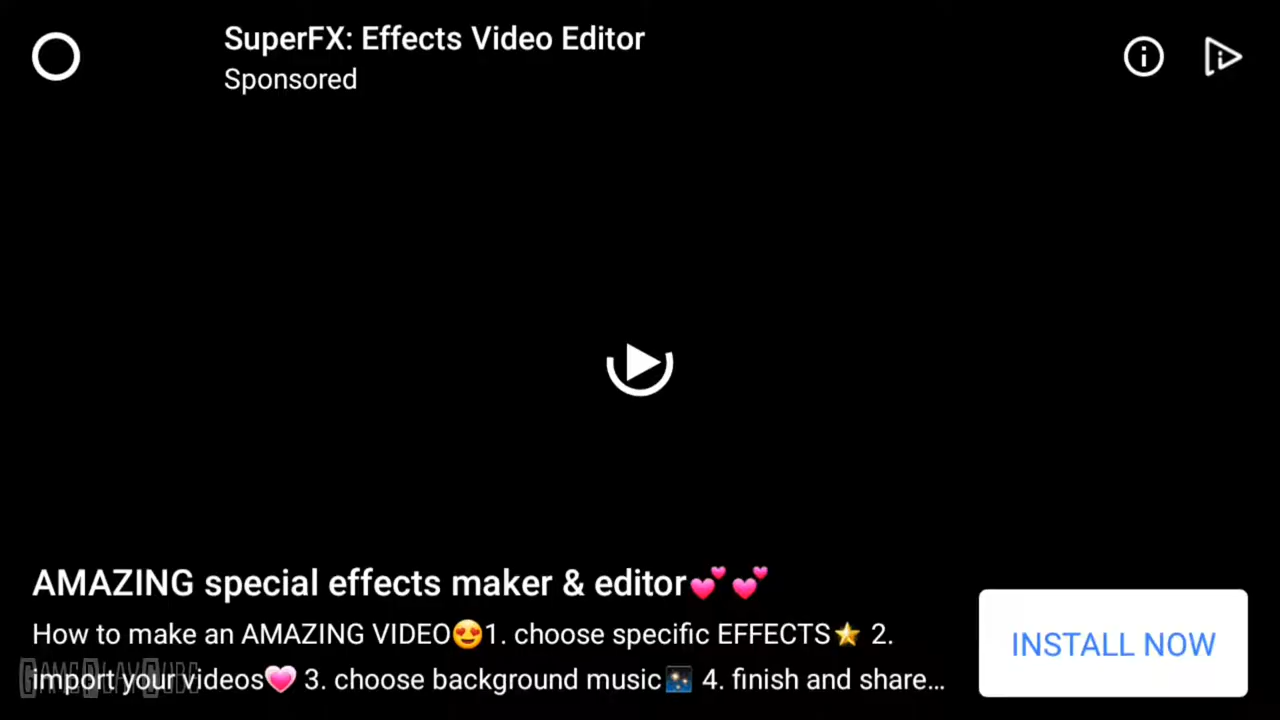 SuperFX: Effects Video Editor
Sponsored
AMAZING special effects maker & editor💕💕
How to make an AMAZING VIDEO😍1. choose specific EFFECTS⭐ 2.
import your videos💗 3. choose background music🎆 4. finish and share...
INSTALL NOW
GAMEPLAYCUBE